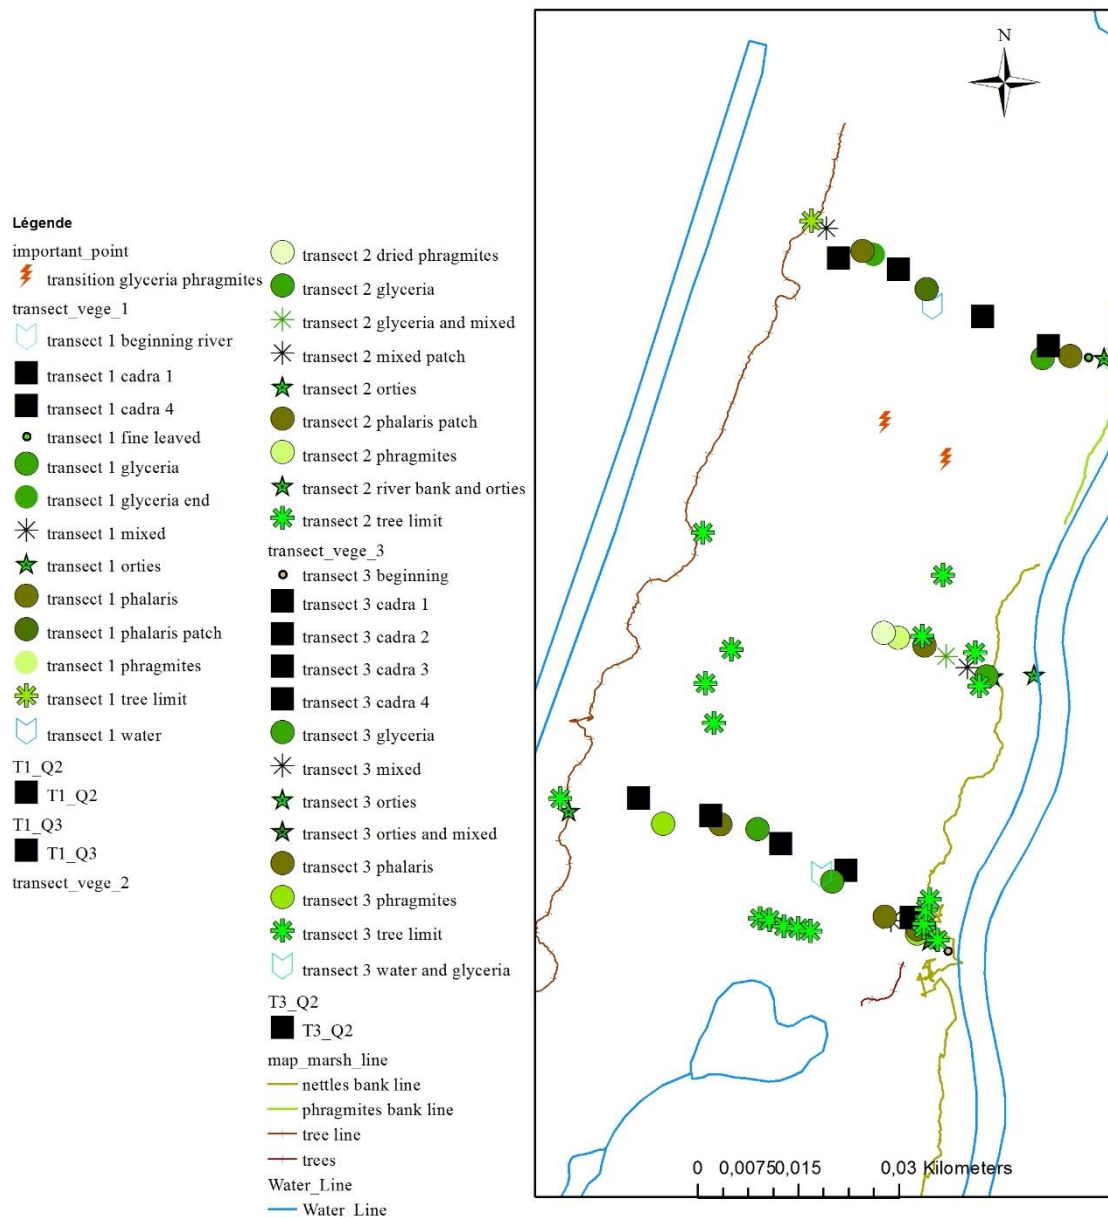 Légende
important_point
transition glyceria phragmites
transect_vege_1
transect 1 beginning river
transect 1 cadra 1
transect 1 cadra 4
transect 1 fine leaved
transect 1 glyceria
transect 1 glyceria end
transect 1 mixed
transect 1 orties
transect 1 phalaris
transect 1 phalaris patch
transect 1 phragmites
transect 1 tree limit
transect 1 water
T1_Q2
T1_Q2
T1_Q3
T1_Q3
transect_vege_2
transect 2 dried phragmites
transect 2 glyceria
transect 2 glyceria and mixed
transect 2 mixed patch
transect 2 orties
transect 2 phalaris patch
transect 2 phragmites
transect 2 river bank and orties
transect 2 tree limit
transect_vege_3
transect 3 beginning
transect 3 cadra 1
transect 3 cadra 2
transect 3 cadra 3
transect 3 cadra 4
transect 3 glyceria
transect 3 mixed
transect 3 orties
transect 3 orties and mixed
transect 3 phalaris
transect 3 phragmites
transect 3 tree limit
transect 3 water and glyceria
T3_Q2
T3_Q2
map_marsh_line
nettles bank line
phragmites bank line
tree line
trees
Water_Line
Water_Line
N
0 0,0075 0,015 0,03 Kilometers